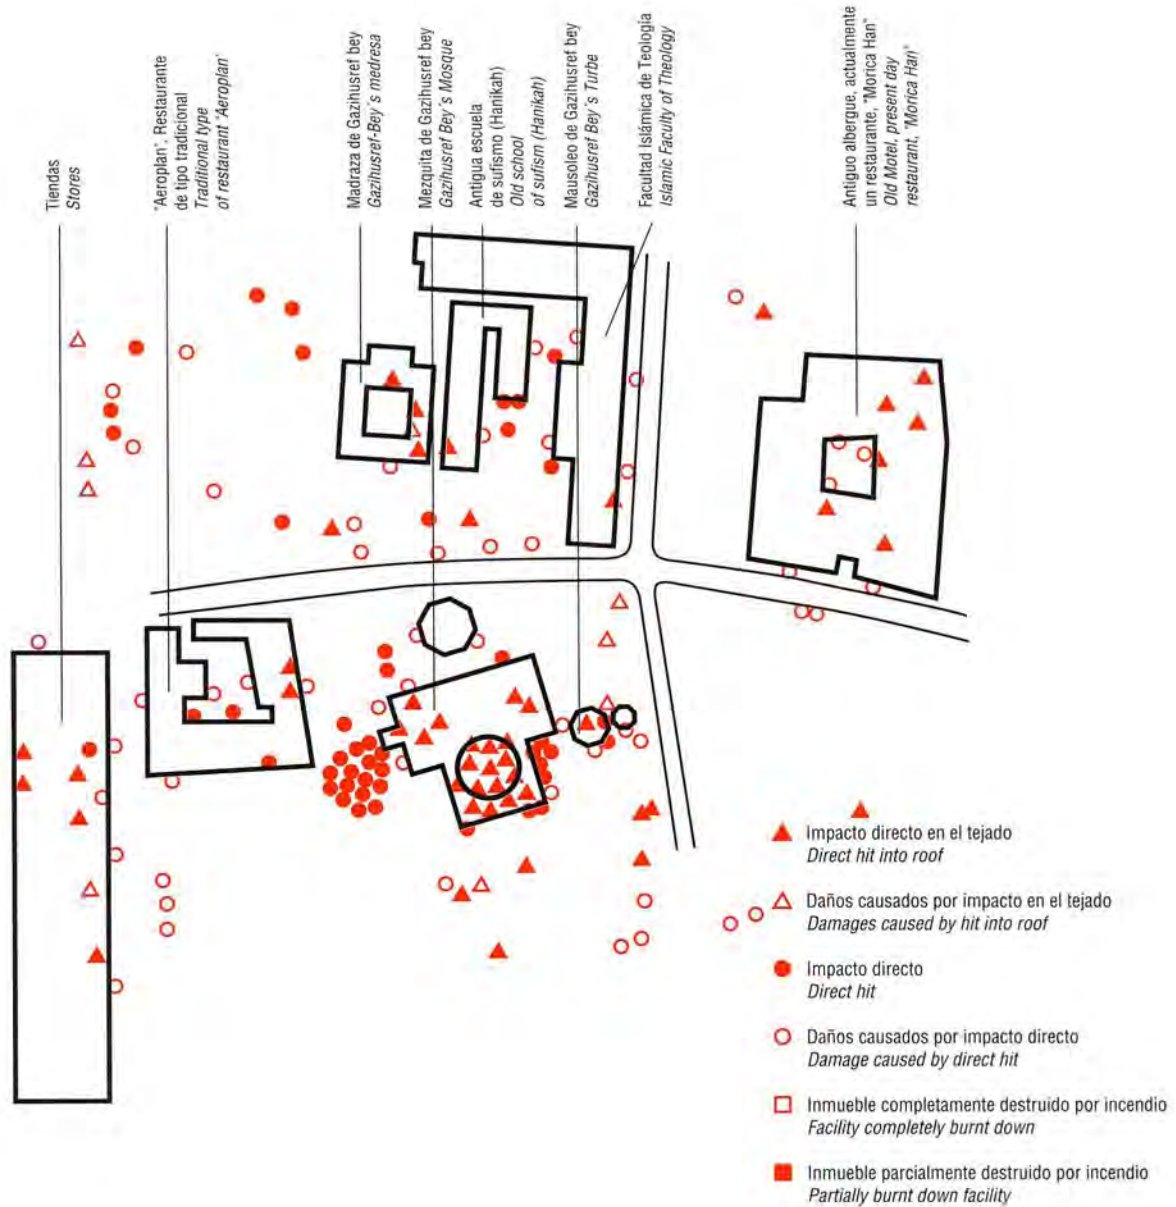 Tiendas
Stores
"Aeroplan", Restaurante
de tipo tradicional
Traditional type
of restaurant "Aeroplan'
Madraza de Gazihusref bey
Gazihusref-Bey´s medresa
Mezquita de Gazihusref bey
Gazihusref Bey´s Mosque
Antigua escuela
de sufismo (Hanikah)
Old school
of sufism (Hanikah)
Mausoleo de Gazihusref bey
Gazihusref Bey´s Turbe
Facultad Islámica de Teología
Islamic Faculty of Theology
Antiguo albergue, actualmente
un restaurante, "Morica Han"
Old Motel, present day
restaurant, "Morica Han"
Impacto directo en el tejado
Direct hit into roof
Daños causados por impacto en el tejado
Damages caused by hit into roof
Impacto directo
Direct hit
Daños causados por impacto directo
Damage caused by direct hit
Inmueble completamente destruido por incendio
Facility completely burnt down
Inmueble parcialmente destruido por incendio
Partially burnt down facility